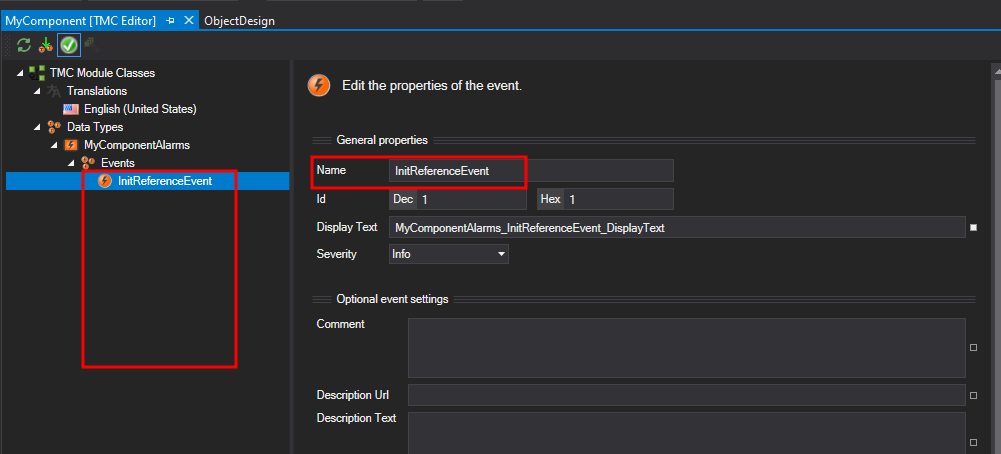 MyComponent [TMC Editor]
ObjectDesign
TMC Module Classes
Translations
English (United States)
Data Types
MyComponentAlarms
Events
InitReferenceEvent
Edit the properties of the event.
General properties
Name InitReferenceEvent
Id Dec 1 Hex 1
Display Text MyComponentAlarms_InitReferenceEvent_DisplayText
Severity Info
Optional event settings
Comment
Description Url
Description Text